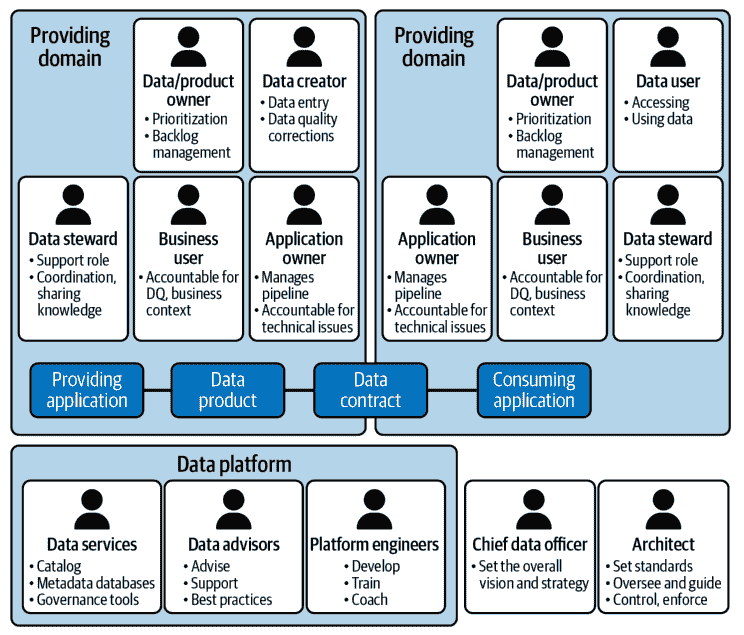 Providing
domain
Data/product
owner
• Prioritization
• Backlog
management
Data creator
• Data entry
• Data quality
corrections
Data steward
• Support role
• Coordination,
sharing
knowledge
Business
user
• Accountable for
DQ, business
context
Application
owner
• Manages
pipeline
• Accountable for
technical issues
Providing
domain
Data/product
owner
• Prioritization
• Backlog
management
Data user
• Accessing
• Using data
Application
owner
• Manages
pipeline
• Accountable for
technical issues
Business
user
• Accountable for
DQ, business
context
Data steward
• Support role
• Coordination,
sharing
knowledge
Providing
application
Data
product
Data
contract
Consuming
application
Data platform
Data services
• Catalog
• Metadata databases
• Governance tools
Data advisors
• Advise
• Support
• Best practices
Platform engineers
• Develop
• Train
• Coach
Chief data officer
• Set the overall
vision and strategy
Architect
• Set standards
• Oversee and guide
• Control, enforce